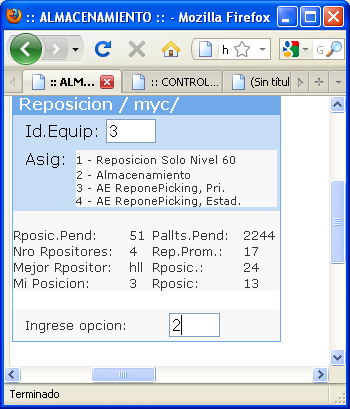 :: ALMACENAMIENTO :: - Mozilla Firefox
h
G
:: ALM...
:: CONTROL...
(Sin títul
Reposicion / myc/
Id.Equip: 3
Asig: 1 - Reposicion Solo Nivel 60
2 - Almacenamiento
3 - AE ReponePicking, Pri.
4 - AE ReponePicking, Estad.
Rposic.Pend: 51 Pallts.Pend: 2244
Nro Rpositores: 4 Rep.Prom.: 17
Mejor Rpositor: hll Rposic.: 24
Mi Posicion: 3 Rposic: 13
Ingrese opcion: 2
Terminado